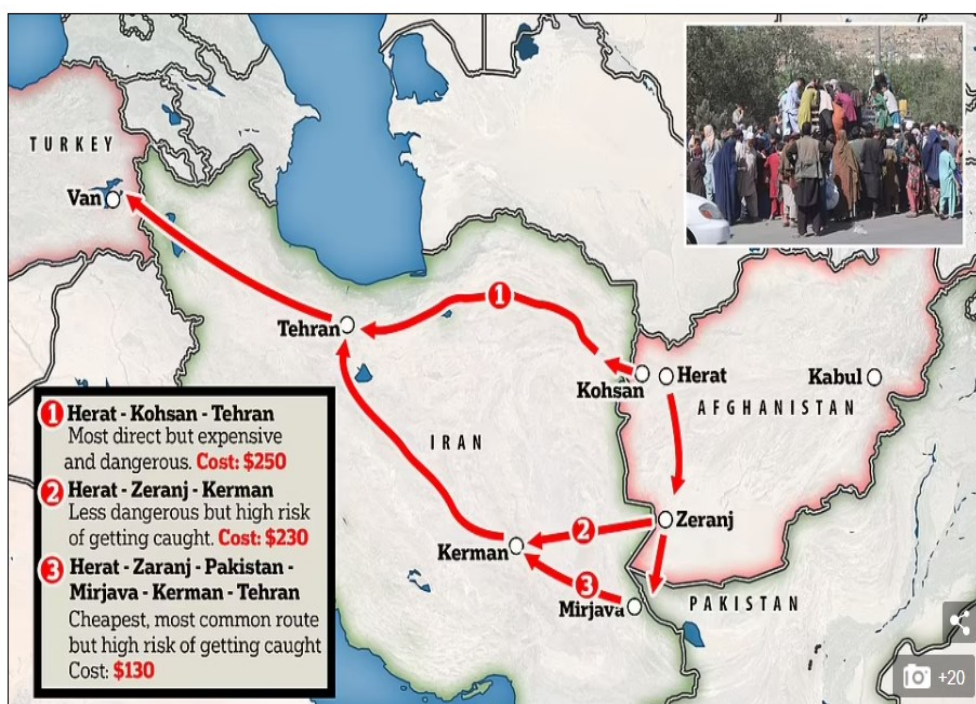 TURKEY
Van
Tehran
1
Kohsan
Herat
Kabul
AFGHANISTAN
IRAN
Zeranj
2
Kerman
3
Mirjava
PAKISTAN
1 Herat - Kohsan - Tehran
Most direct but expensive
and dangerous. Cost: $250
2 Herat - Zeranj - Kerman
Less dangerous but high risk
of getting caught. Cost: $230
3 Herat - Zaranj - Pakistan -
Mirjava - Kerman - Tehran
Cheapest, most common route
but high risk of getting caught
Cost: $130
+20